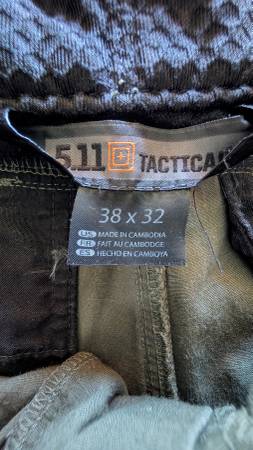 5.11 TACTICAL
38 x 32
US MADE IN CAMBODIA
FR FAIT AU CAMBODGE
ES HECHO EN CAMBOYA